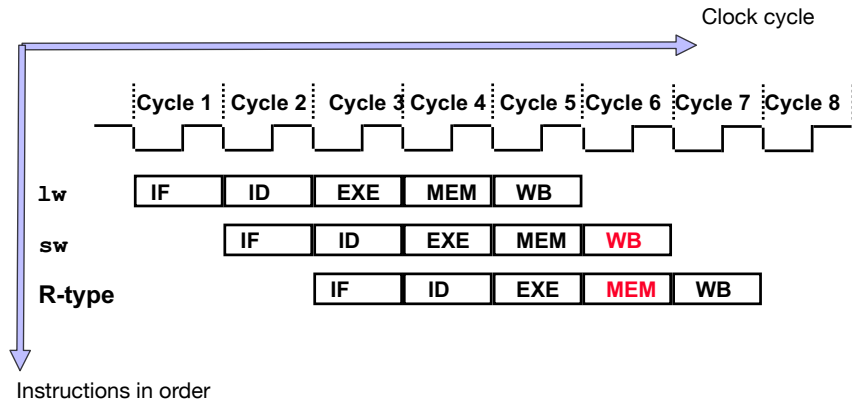 Clock cycle
Cycle 1 Cycle 2 Cycle 3 Cycle 4 Cycle 5 Cycle 6 Cycle 7 Cycle 8
lw IF ID EXE MEM WB
sw IF ID EXE MEM WB
R-type IF ID EXE MEM WB
Instructions in order